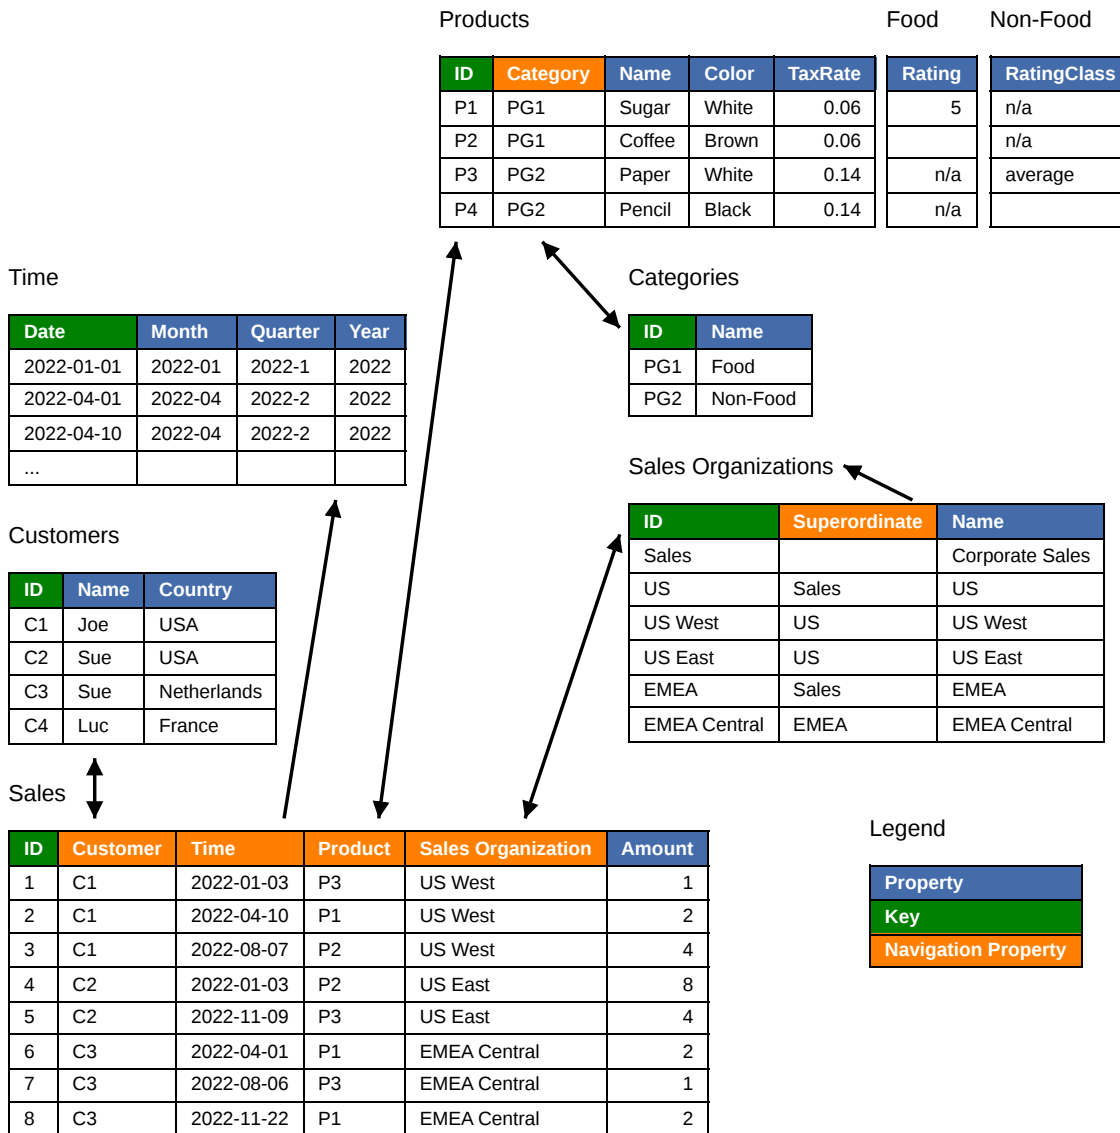 Products Food Non-Food
ID Category Name Color TaxRate Rating RatingClass
P1 PG1 Sugar White 0.06 5 n/a
P2 PG1 Coffee Brown 0.06 n/a
P3 PG2 Paper White 0.14 n/a average
P4 PG2 Pencil Black 0.14 n/a
Time
Date Month Quarter Year
2022-01-01 2022-01 2022-1 2022
2022-04-01 2022-04 2022-2 2022
2022-04-10 2022-04 2022-2 2022
...
Categories
ID Name
PG1 Food
PG2 Non-Food
Sales Organizations
ID Superordinate Name
Sales Corporate Sales
US Sales US
US West US US West
US East US US East
EMEA Sales EMEA
EMEA Central EMEA EMEA Central
Customers
ID Name Country
C1 Joe USA
C2 Sue USA
C3 Sue Netherlands
C4 Luc France
Sales
ID Customer Time Product Sales Organization Amount
1 C1 2022-01-03 P3 US West 1
2 C1 2022-04-10 P1 US West 2
3 C1 2022-08-07 P2 US West 4
4 C2 2022-01-03 P2 US East 8
5 C2 2022-11-09 P3 US East 4
6 C3 2022-04-01 P1 EMEA Central 2
7 C3 2022-08-06 P3 EMEA Central 1
8 C3 2022-11-22 P1 EMEA Central 2
Legend
Property
Key
Navigation Property